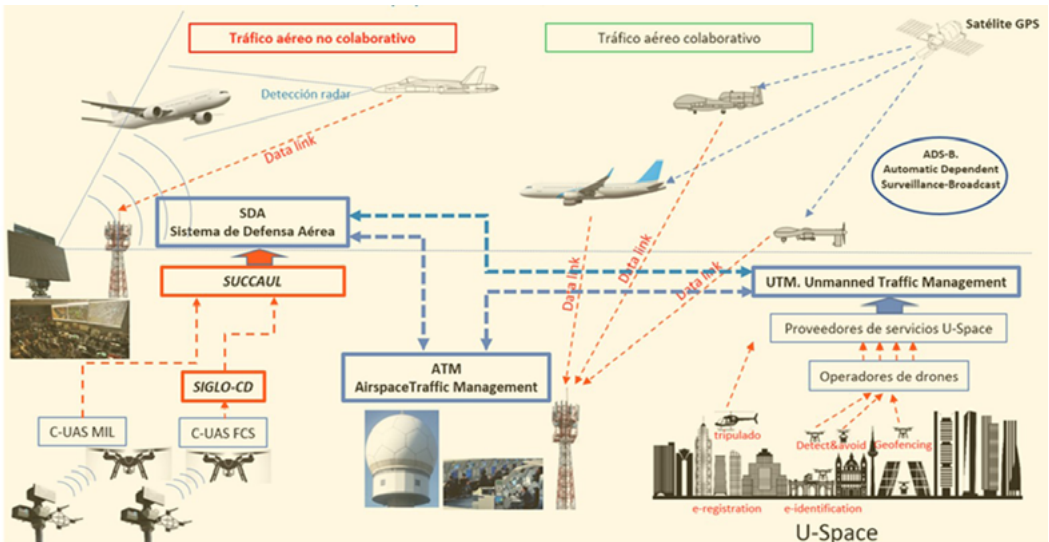 Tráfico aéreo no colaborativo
Tráfico aéreo colaborativo
Satélite GPS
Detección radar
Data link
ADS-B.
Automatic Dependent
Surveillance-Broadcast
SDA
Sistema de Defensa Aérea
Data link
Data link
Data link
SUCCAUL
UTM. Unmanned Traffic Management
Proveedores de servicios U-Space
ATM
AirspaceTraffic Management
SIGLO-CD
Operadores de drones
C-UAS MIL
C-UAS FCS
tripulado
Detect&avoid
Geofencing
e-registration
e-identification
U-Space